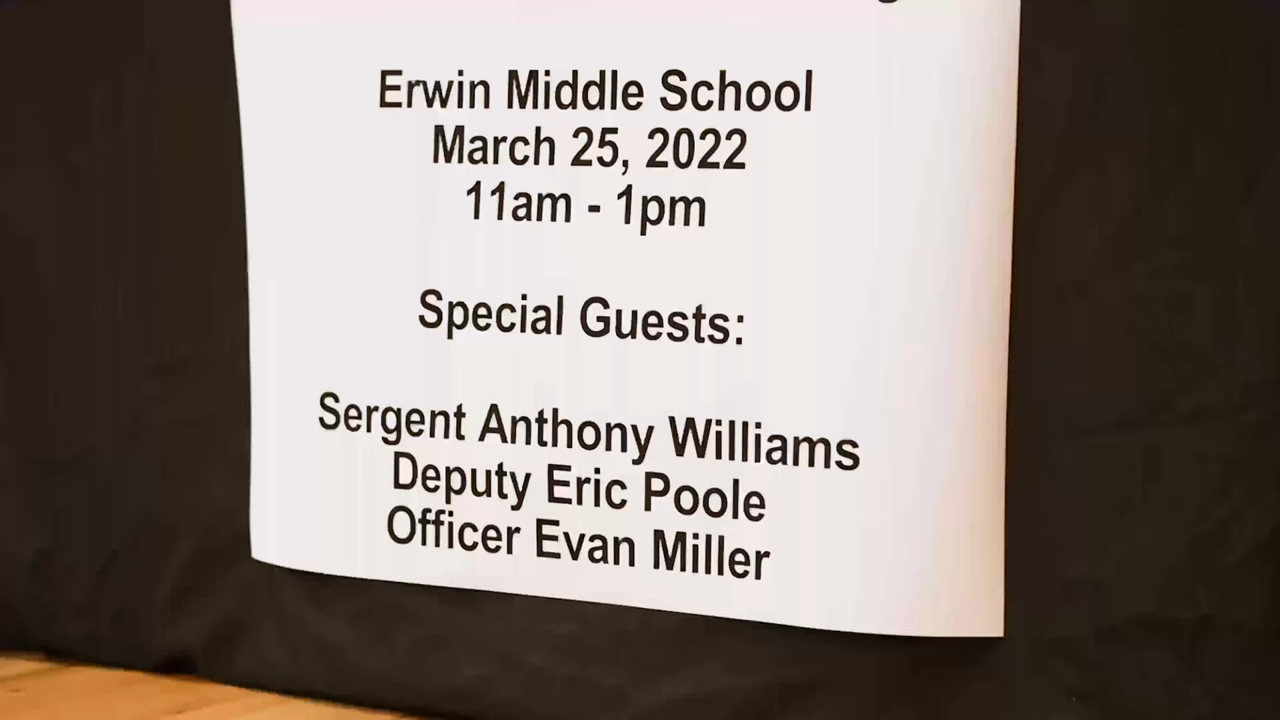 Erwin Middle School
March 25, 2022
11am - 1pm
Special Guests:
Sergent Anthony Williams
Deputy Eric Poole
Officer Evan Miller